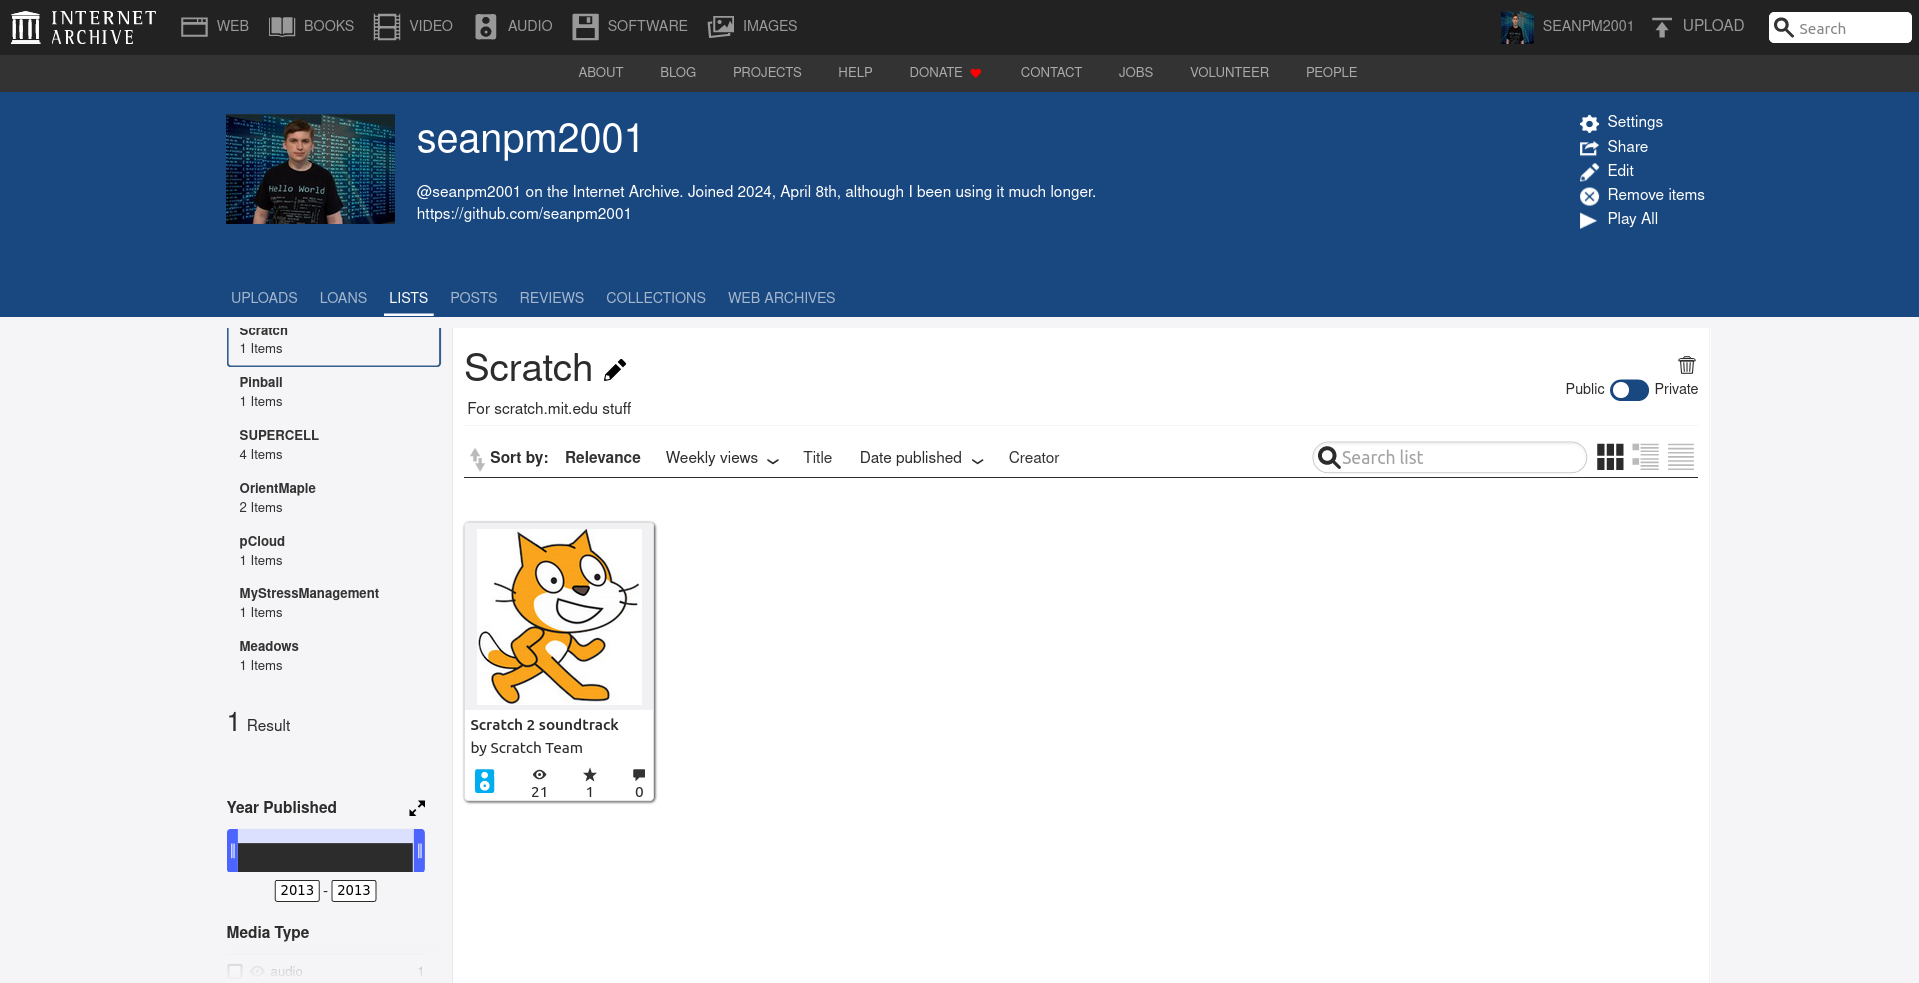 INTERNET ARCHIVE
WEB BOOKS VIDEO AUDIO SOFTWARE IMAGES
SEANPM2001 UPLOAD Search
ABOUT BLOG PROJECTS HELP DONATE CONTACT JOBS VOLUNTEER PEOPLE
Hello World
seanpm2001
@seanpm2001 on the Internet Archive. Joined 2024, April 8th, although I been using it much longer.
https://github.com/seanpm2001
Settings
Share
Edit
Remove items
Play All
UPLOADS LOANS LISTS POSTS REVIEWS COLLECTIONS WEB ARCHIVES
Scratch
1 Items
Pinball
1 Items
SUPERCELL
4 Items
OrientMaple
2 Items
pCloud
1 Items
MyStressManagement
1 Items
Meadows
1 Items
1 Result
Year Published
2013 - 2013
Media Type
audio 1
Scratch
For scratch.mit.edu stuff
Public Private
Sort by: Relevance Weekly views Title Date published Creator
Search list
Scratch 2 soundtrack
by Scratch Team
21 1 0